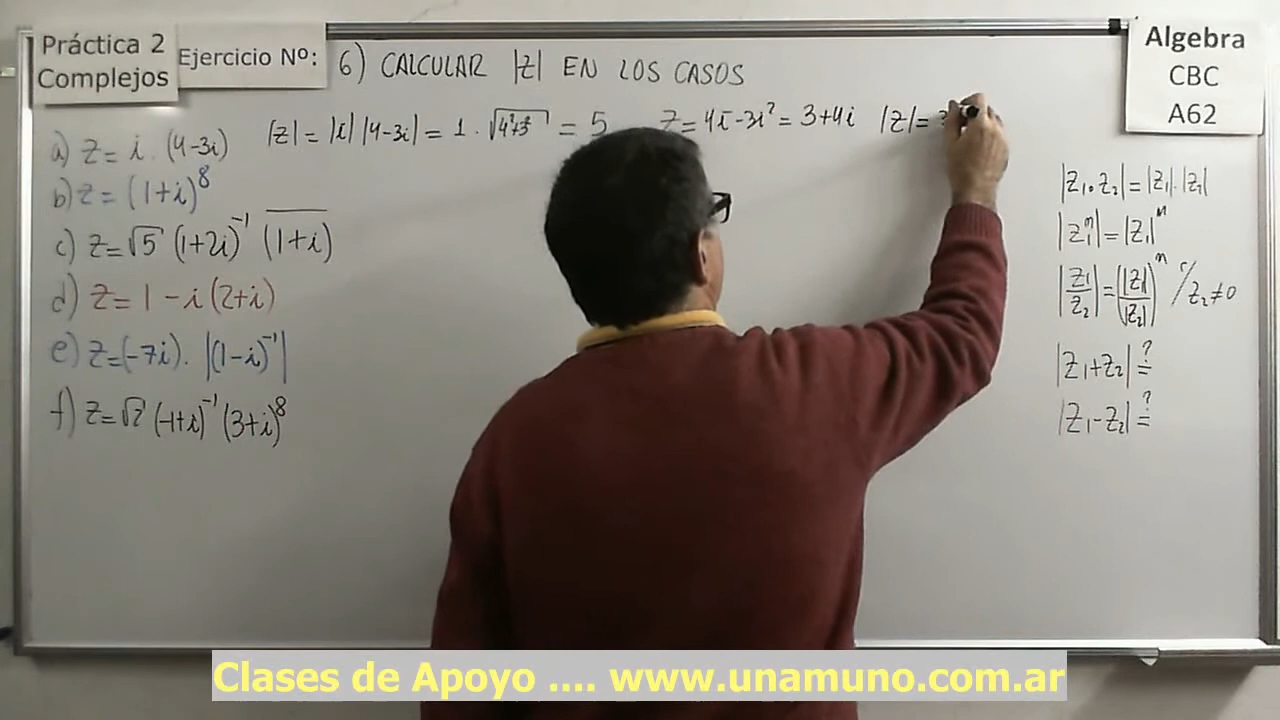 Práctica 2
Complejos
Ejercicio Nº:
6) CALCULAR |z| EN LOS CASOS
Algebra
CBC
A62
|z| = |i| |4-3i| = 1 . √4²+3² = 5
z = 4i - 3i² = 3+4i |z| =
a) z = i . (4-3i)
b) z = (1+i)⁸
c) z = √5 (1+2i)⁻¹ (1+i)̅
d) z = 1 - i (2+i)
e) z = (-7i) . |(1-i)⁻¹|
f) z = √2 (-1+i)⁻¹ (3+i)⁸
|z₁.z₂| = |z₁| . |z₂|
|z₁ⁿ| = |z₁|ⁿ
|z₁/z₂| = (|z₁|/|z₂|)ⁿ / z₂ ≠ 0
|z₁+z₂| ?=
|z₁-z₂| ?=
Clases de Apoyo .... www.unamuno.com.ar